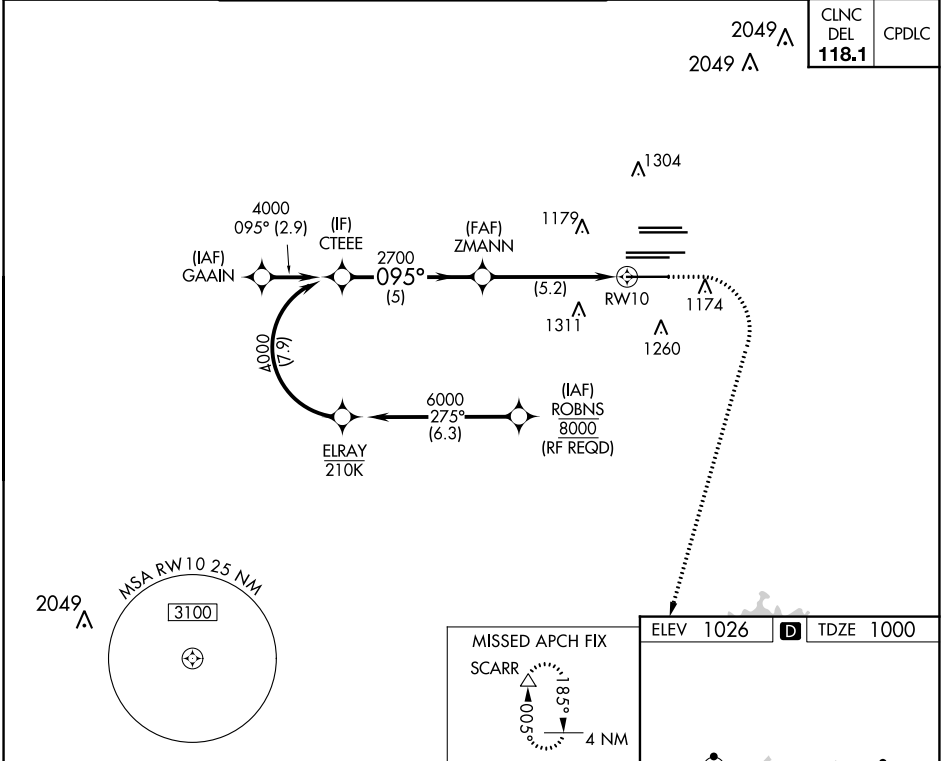 2049
2049
CLNC
DEL
118.1
CPDLC
1304
1179
4000
095° (2.9)
(IF)
CTEEE
(FAF)
ZMANN
(IAF)
GAAIN
2700
095°
(5)
(5.2)
RW10
1174
1311
1260
4000
(7.9)
6000
275°
(6.3)
(IAF)
ROBNS
8000
(RF REQD)
ELRAY
210K
MSA RW10 25 NM
3100
2049
MISSED APCH FIX
SCARR
185°
005°
4 NM
ELEV 1026
D
TDZE 1000